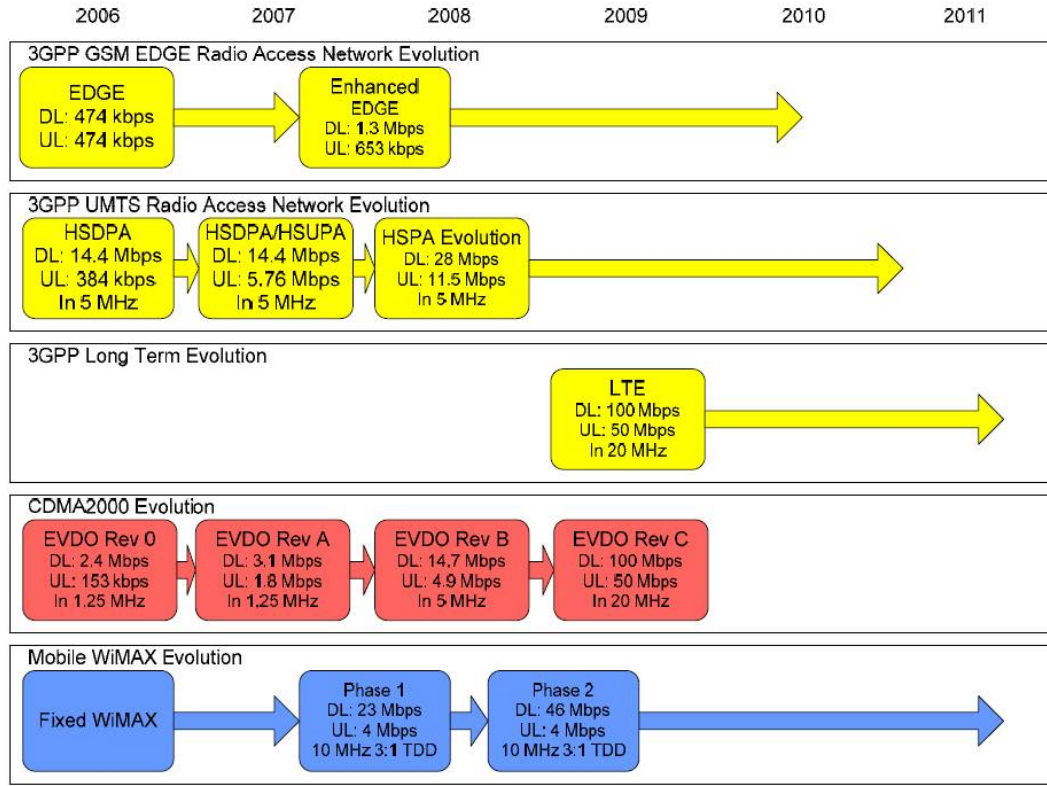 2006 2007 2008 2009 2010 2011
3GPP GSM EDGE Radio Access Network Evolution
EDGE
DL: 474 kbps
UL: 474 kbps
Enhanced
EDGE
DL: 1.3 Mbps
UL: 653 kbps
3GPP UMTS Radio Access Network Evolution
HSDPA
DL: 14.4 Mbps
UL: 384 kbps
In 5 MHz
HSDPA/HSUPA
DL: 14.4 Mbps
UL: 5.76 Mbps
In 5 MHz
HSPA Evolution
DL: 28 Mbps
UL: 11.5 Mbps
In 5 MHz
3GPP Long Term Evolution
LTE
DL: 100 Mbps
UL: 50 Mbps
In 20 MHz
CDMA2000 Evolution
EVDO Rev 0
DL: 2.4 Mbps
UL: 153 kbps
In 1.25 MHz
EVDO Rev A
DL: 3.1 Mbps
UL: 1.8 Mbps
In 1.25 MHz
EVDO Rev B
DL: 14.7 Mbps
UL: 4.9 Mbps
In 5 MHz
EVDO Rev C
DL: 100 Mbps
UL: 50 Mbps
In 20 MHz
Mobile WiMAX Evolution
Fixed WiMAX
Phase 1
DL: 23 Mbps
UL: 4 Mbps
10 MHz 3:1 TDD
Phase 2
DL: 46 Mbps
UL: 4 Mbps
10 MHz 3:1 TDD